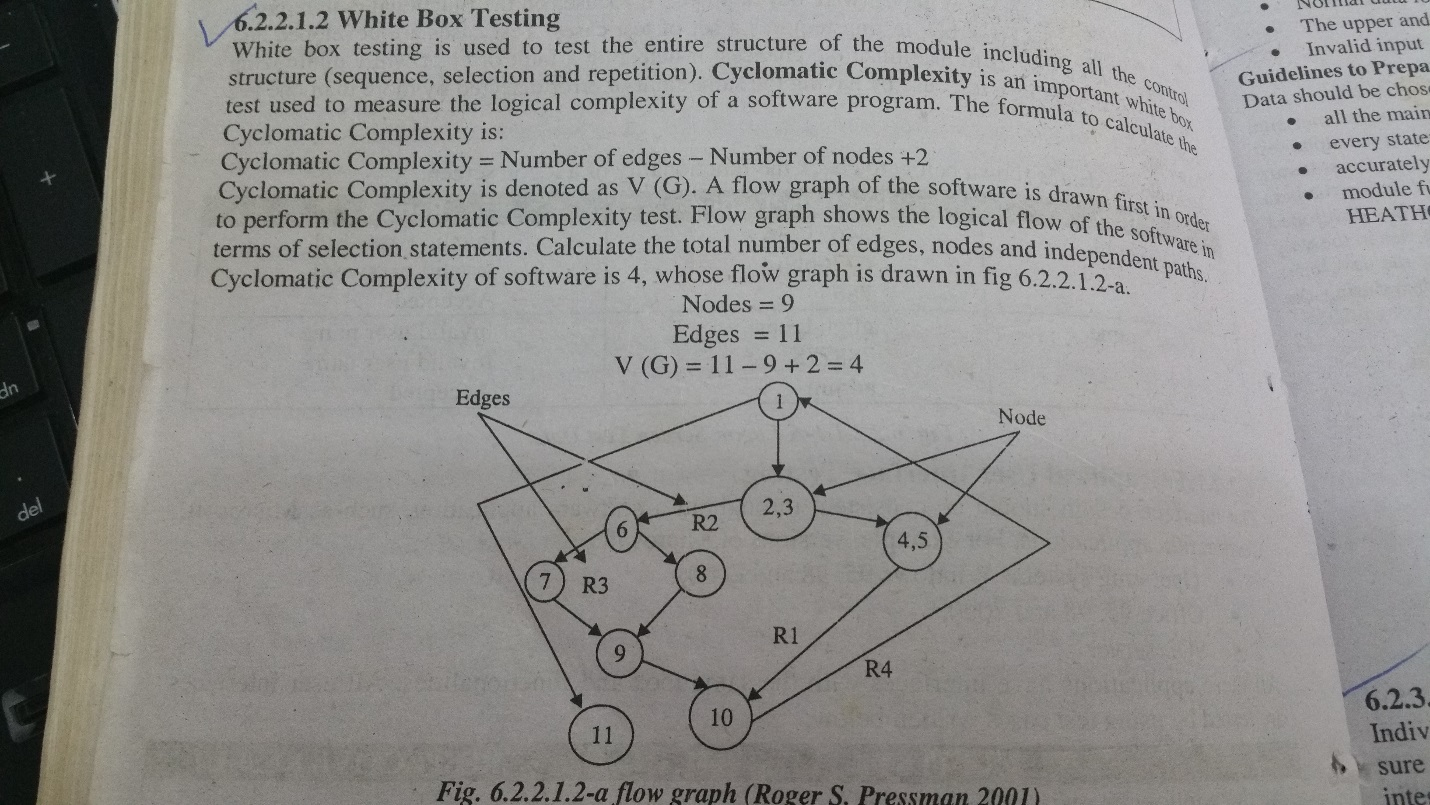 6.2.2.1.2 White Box Testing
White box testing is used to test the entire structure of the module including all the control
structure (sequence, selection and repetition). Cyclomatic Complexity is an important white box
test used to measure the logical complexity of a software program. The formula to calculate the
Cyclomatic Complexity is:
Cyclomatic Complexity = Number of edges – Number of nodes +2
Cyclomatic Complexity is denoted as V (G). A flow graph of the software is drawn first in order
to perform the Cyclomatic Complexity test. Flow graph shows the logical flow of the software in
terms of selection statements. Calculate the total number of edges, nodes and independent paths.
Cyclomatic Complexity of software is 4, whose flow graph is drawn in fig 6.2.2.1.2-a.
Nodes = 9
Edges = 11
V (G) = 11 – 9 + 2 = 4
Edges
1
Node
2,3
6
R2
4,5
7
R3
8
9
R1
R4
10
11
Fig. 6.2.2.1.2-a flow graph (Roger S. Pressman 2001)
The upper and
Invalid input
Guidelines to Prepa
Data should be chos
all the main
every state
accurately
module fu
HEATH
6.2.3.
Indiv
sure
inte
+
dn
del